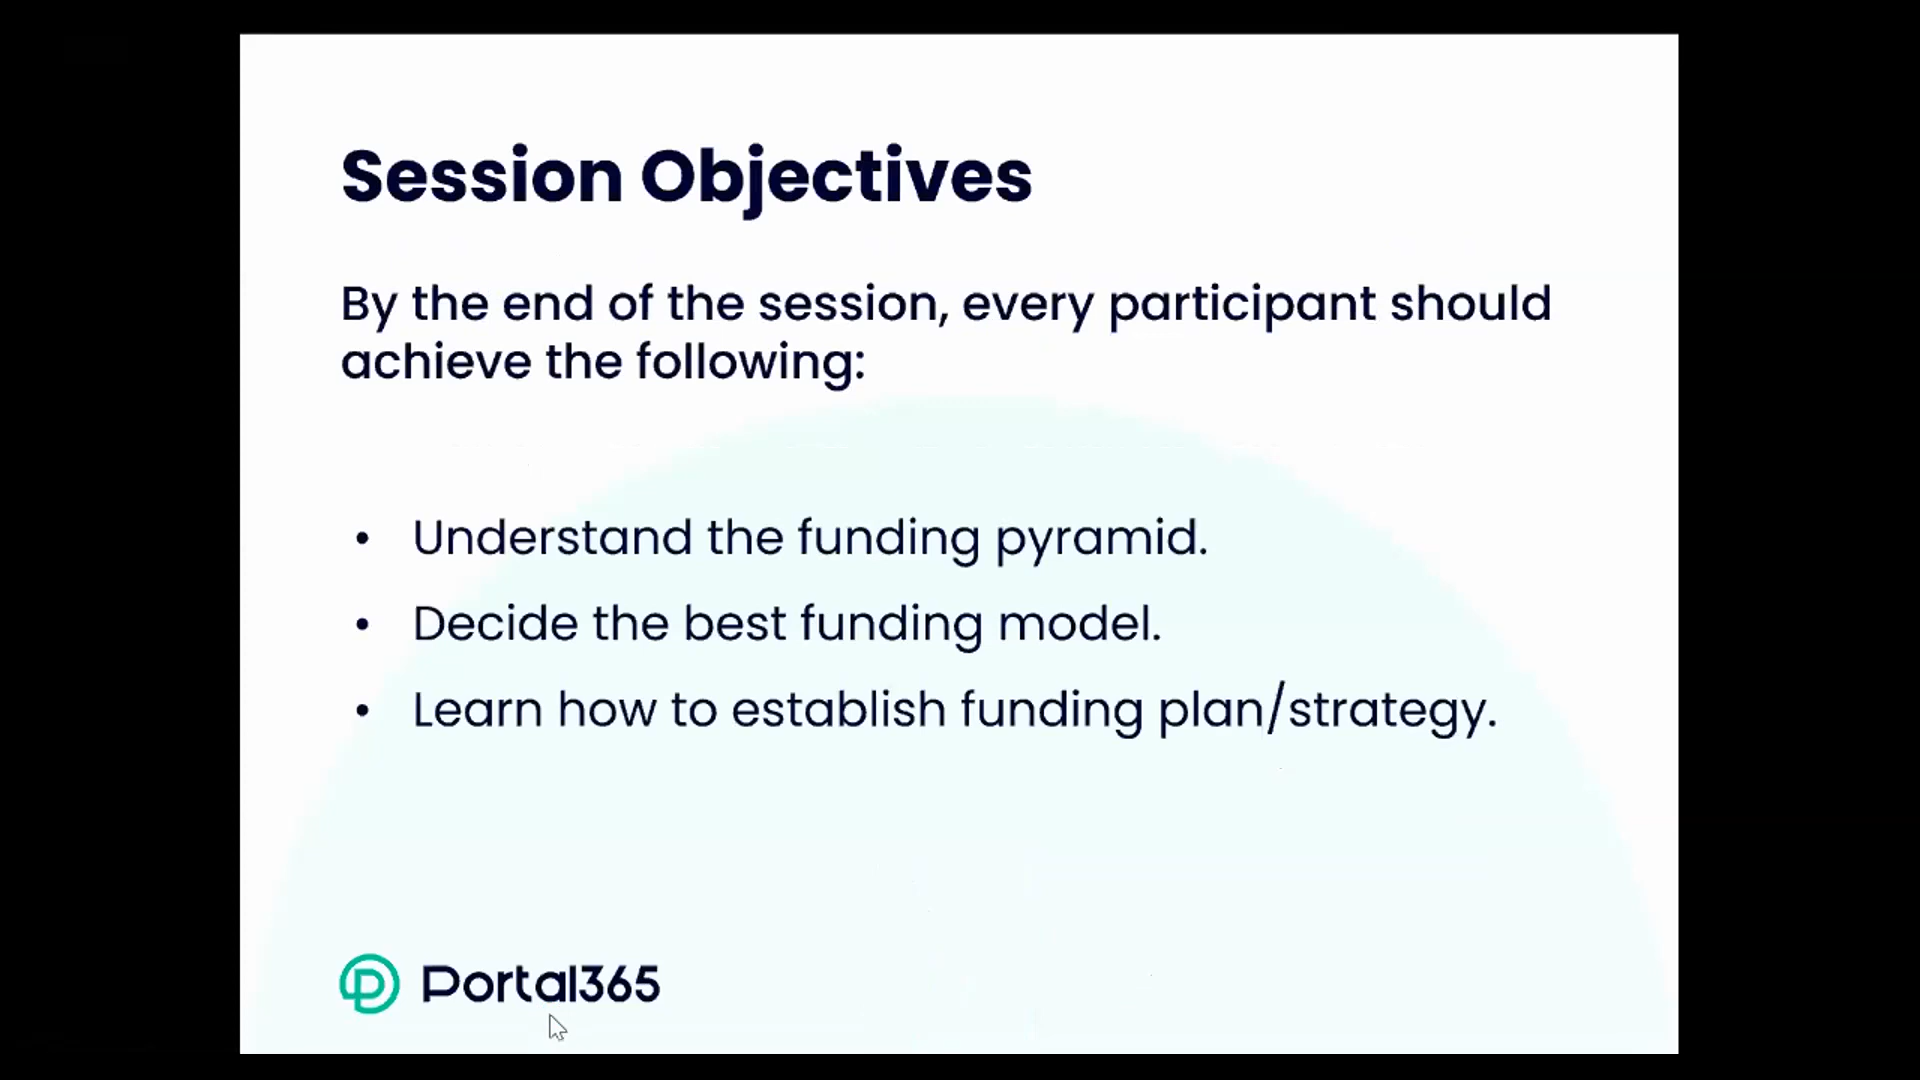 Session Objectives
By the end of the session, every participant should
achieve the following:
• Understand the funding pyramid.
• Decide the best funding model.
• Learn how to establish funding plan/strategy.
Portal365